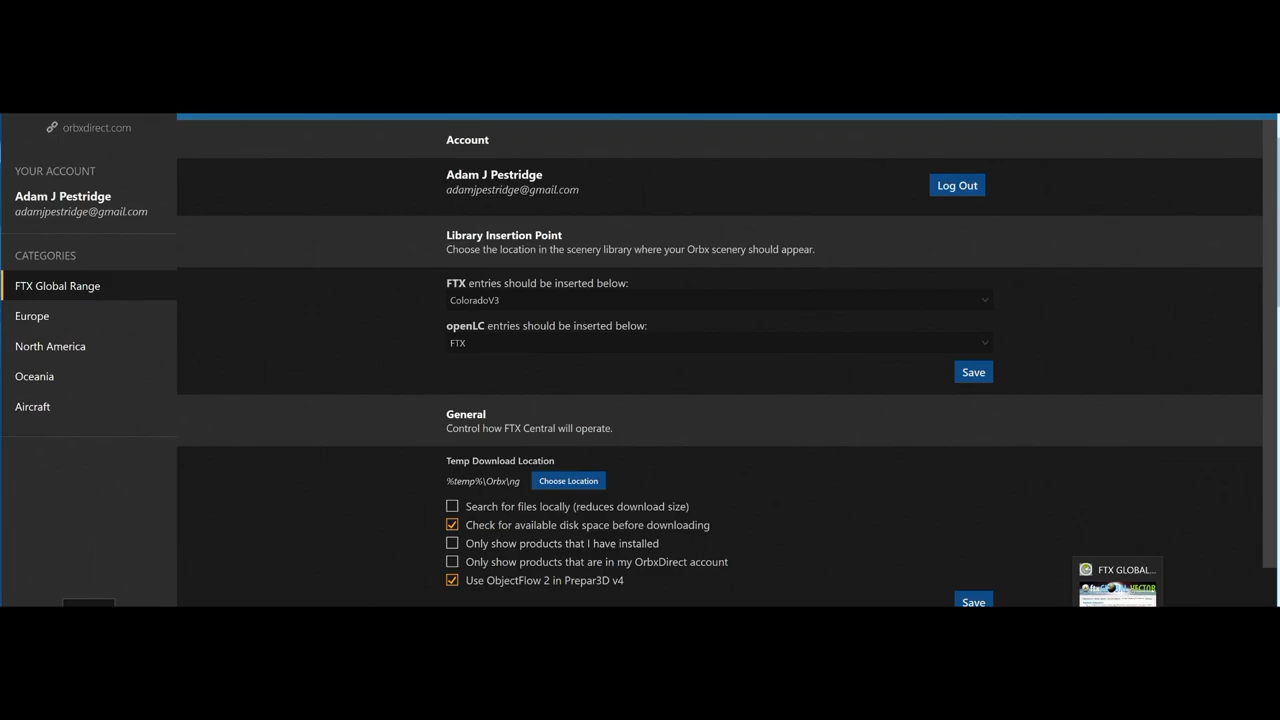 orbxdirect.com
YOUR ACCOUNT
Adam J Pestridge
adamjpestridge@gmail.com
CATEGORIES
FTX Global Range
Europe
North America
Oceania
Aircraft
Account
Adam J Pestridge
adamjpestridge@gmail.com
Log Out
Library Insertion Point
Choose the location in the scenery library where your Orbx scenery should appear.
FTX entries should be inserted below:
ColoradoV3
openLC entries should be inserted below:
FTX
Save
General
Control how FTX Central will operate.
Temp Download Location
%temp%\Orbx\ng
Choose Location
Search for files locally (reduces download size)
Check for available disk space before downloading
Only show products that I have installed
Only show products that are in my OrbxDirect account
Use ObjectFlow 2 in Prepar3D v4
Save
FTX GLOBAL...